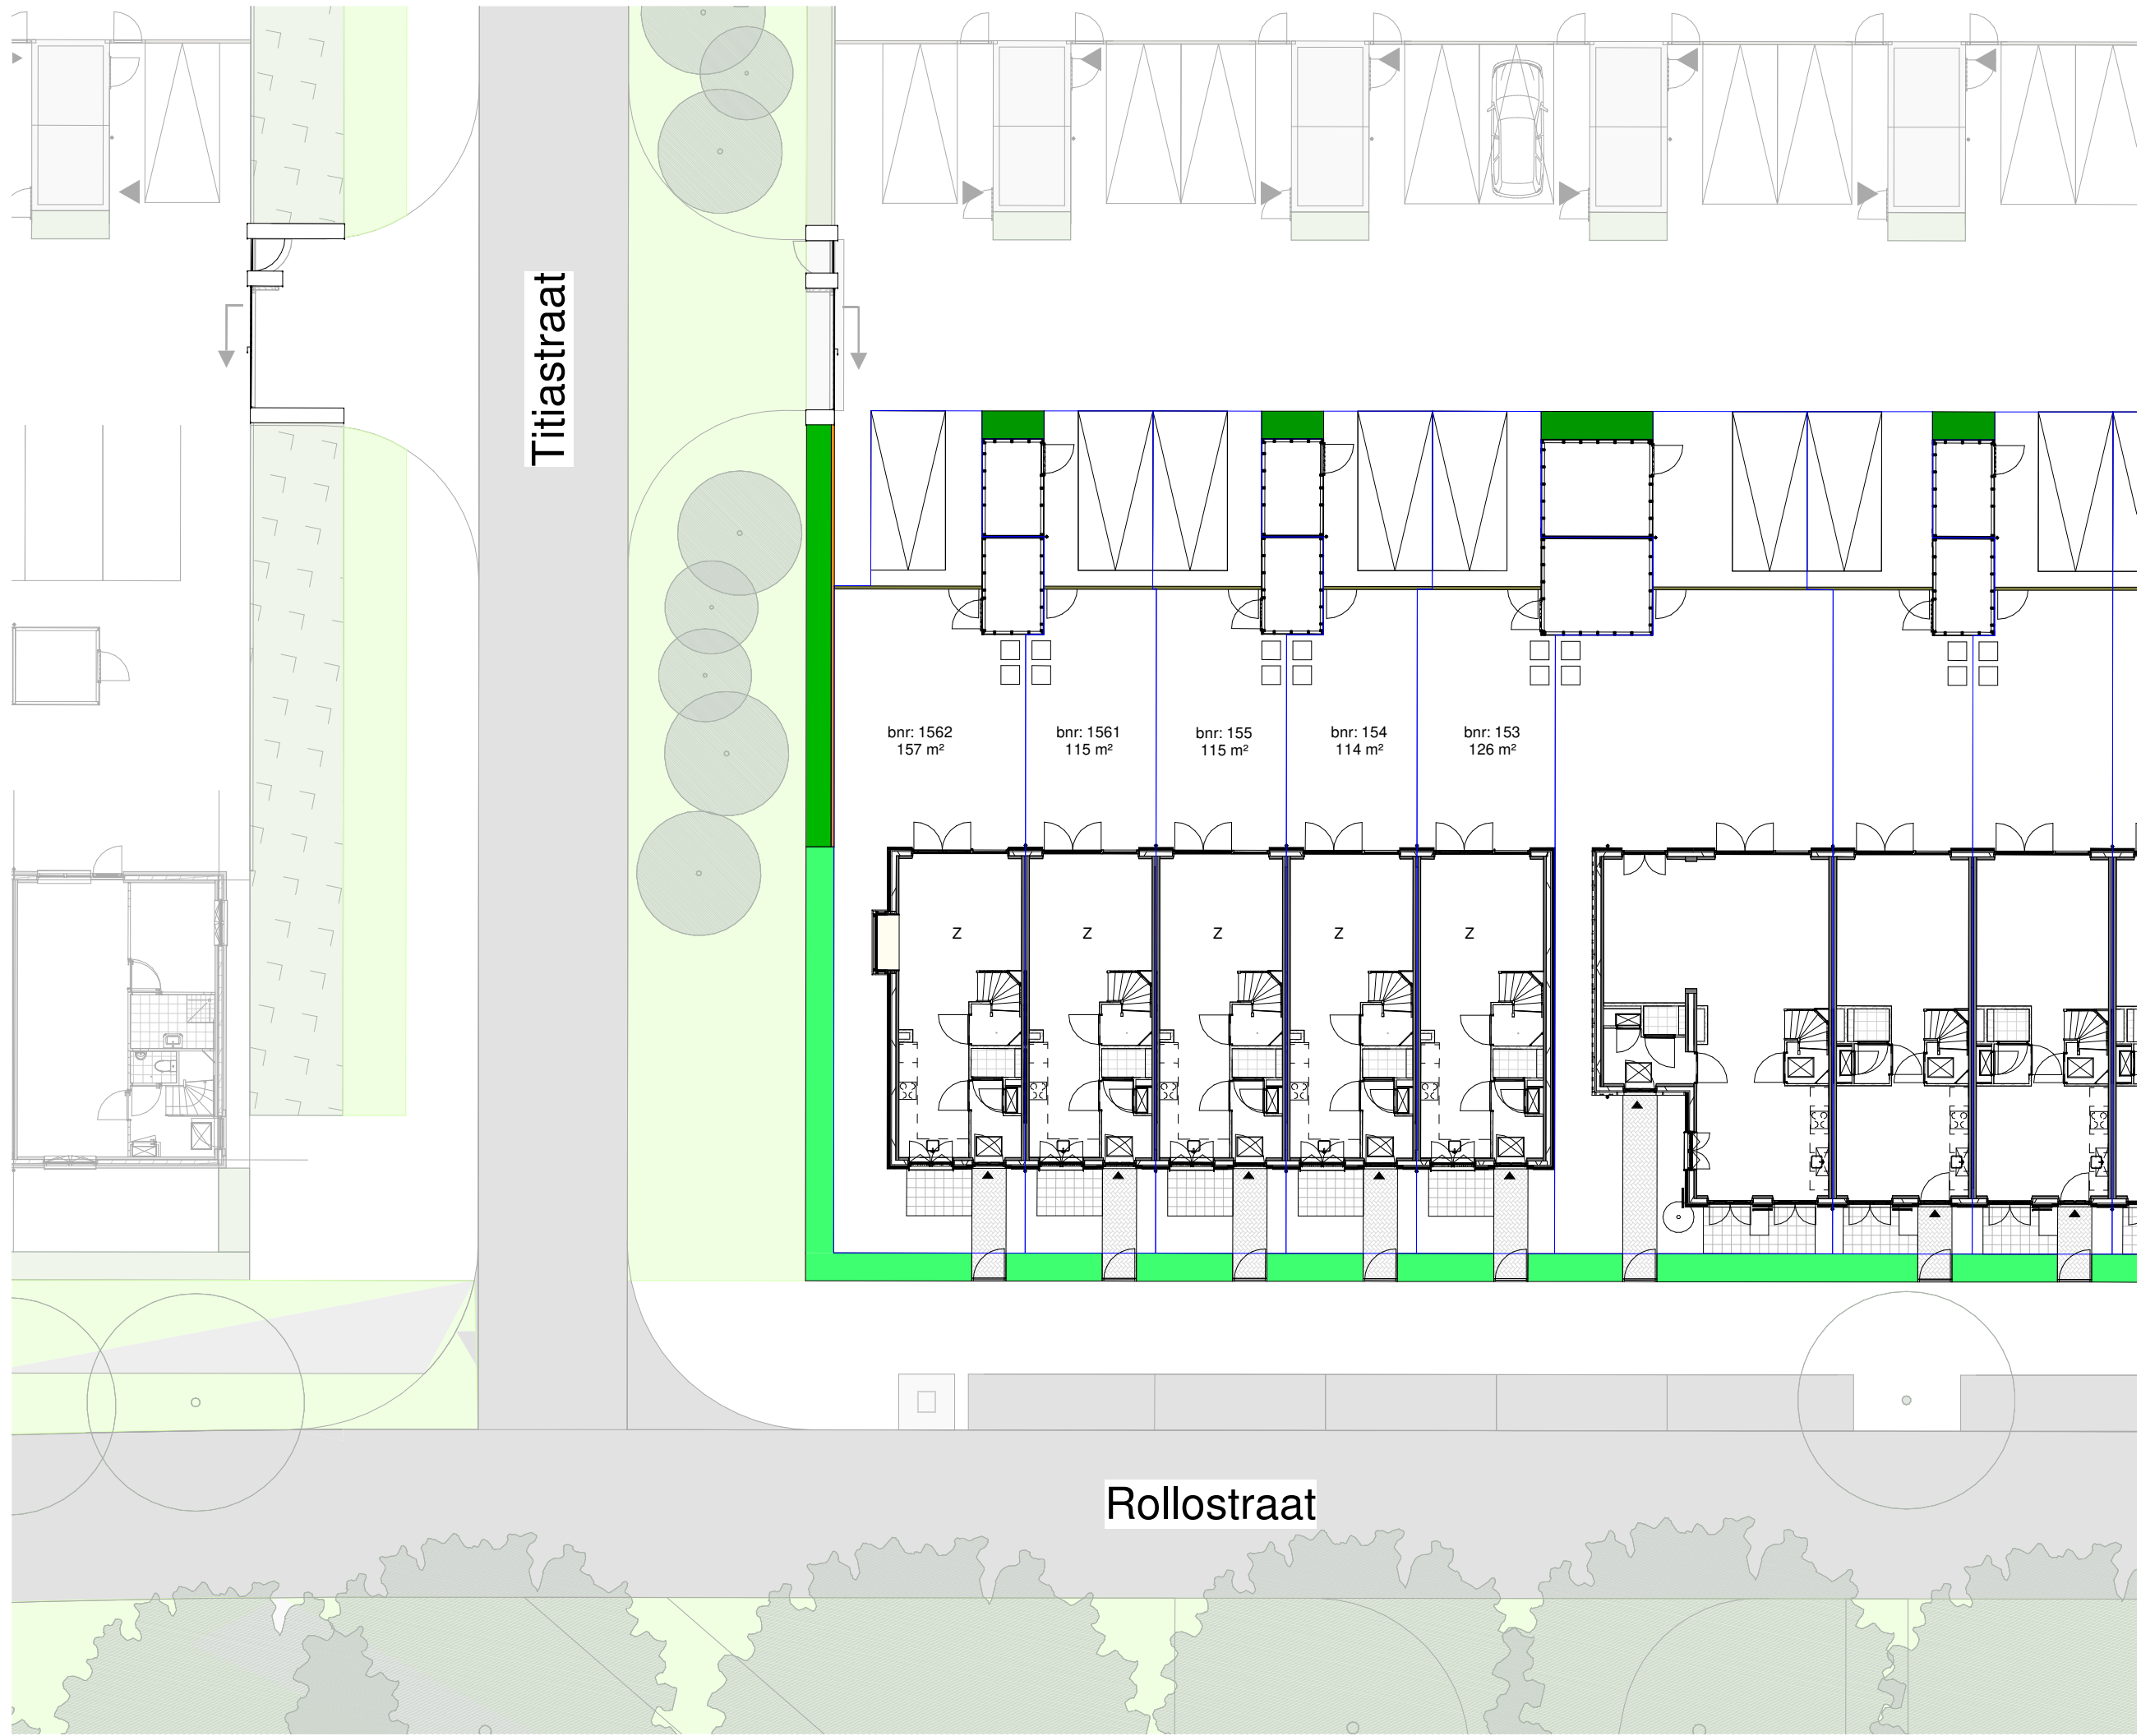 Titiastraat
bnr: 1562
157 m²
bnr: 1561
115 m²
bnr: 155
115 m²
bnr: 154
114 m²
bnr: 153
126 m²
Z
Z
Z
Z
Z
Rollostraat